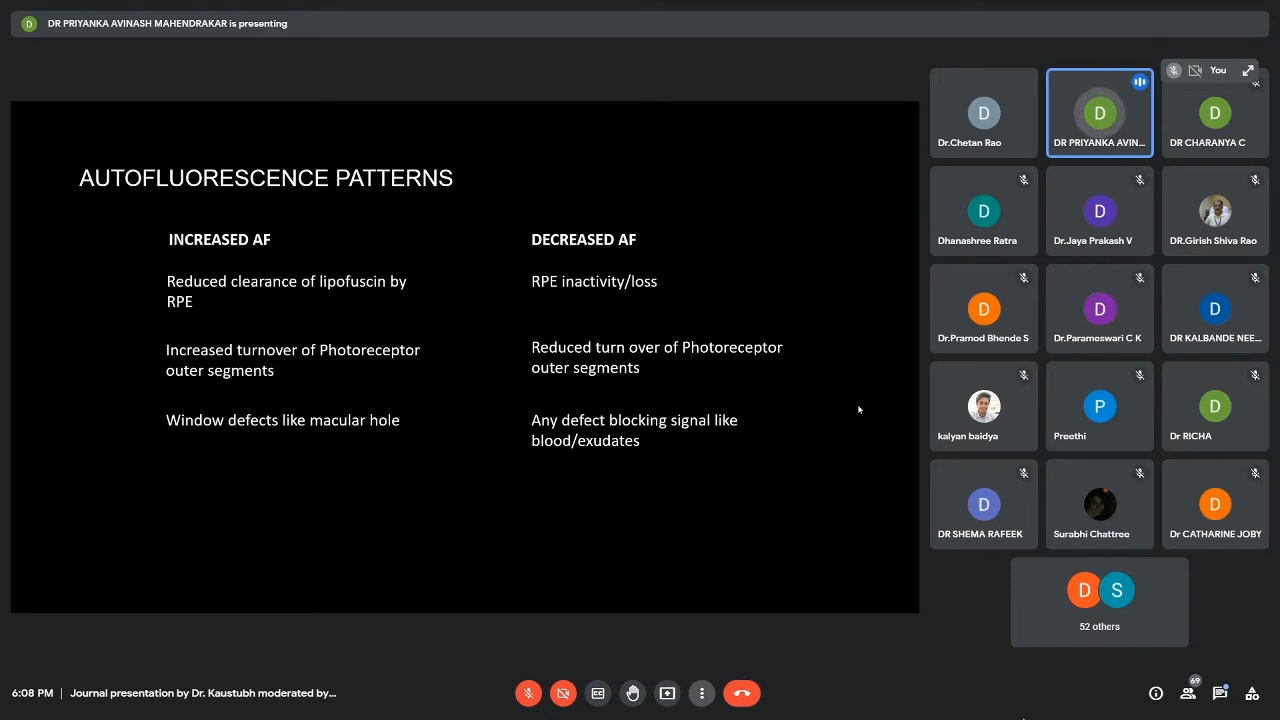 D DR PRIYANKA AVINASH MAHENDRAKAR is presenting
AUTOFLUORESCENCE PATTERNS
INCREASED AF
Reduced clearance of lipofuscin by
RPE
Increased turnover of Photoreceptor
outer segments
Window defects like macular hole
DECREASED AF
RPE inactivity/loss
Reduced turn over of Photoreceptor
outer segments
Any defect blocking signal like
blood/exudates
You
D
Dr.Chetan Rao
D
DR PRIYANKA AVIN...
D
DR CHARANYA C
D
Dhanashree Ratra
D
Dr.Jaya Prakash V
DR.Girish Shiva Rao
D
Dr.Pramod Bhende S
D
Dr.Parameswari C K
D
DR KALBANDE NEE...
kalyan baidya
P
Preethi
D
Dr RICHA
D
DR SHEMA RAFEEK
Surabhi Chattree
D
Dr CATHARINE JOBY
D S
52 others
6:08 PM | Journal presentation by Dr. Kaustubh moderated by...
CC
69